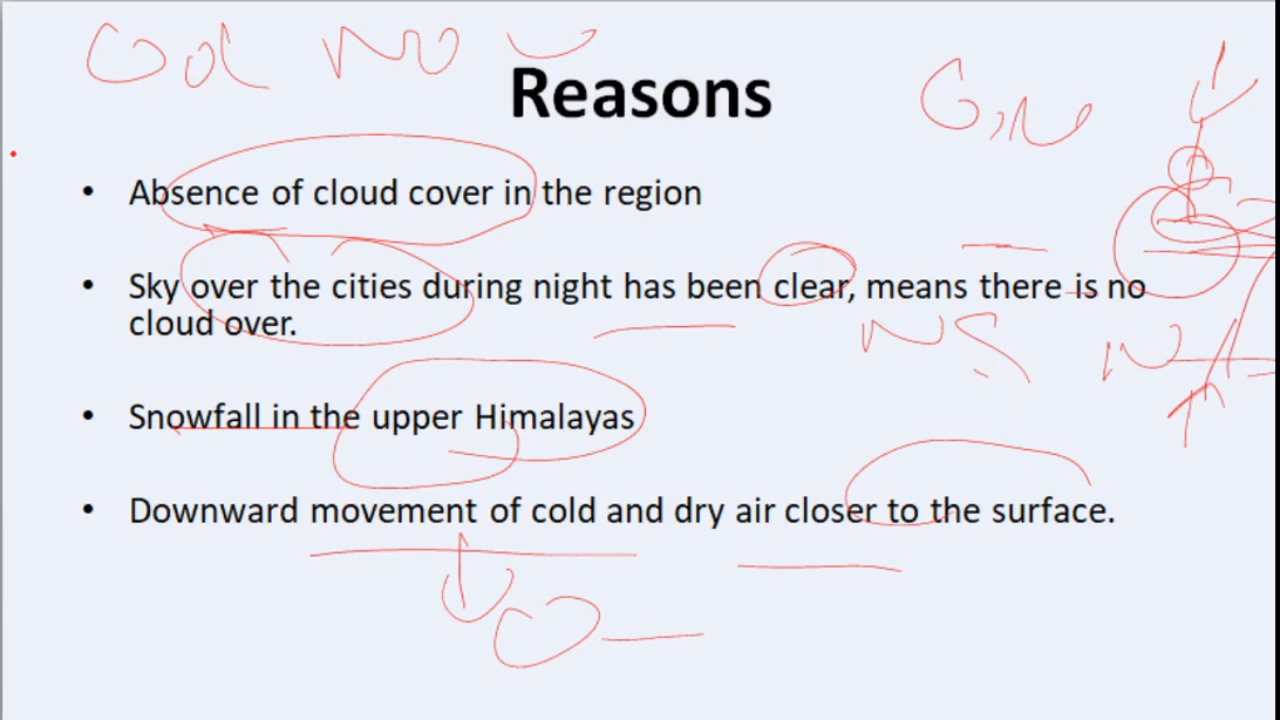 Reasons
• Absence of cloud cover in the region
• Sky over the cities during night has been clear, means there is no
cloud over.
• Snowfall in the upper Himalayas
• Downward movement of cold and dry air closer to the surface.